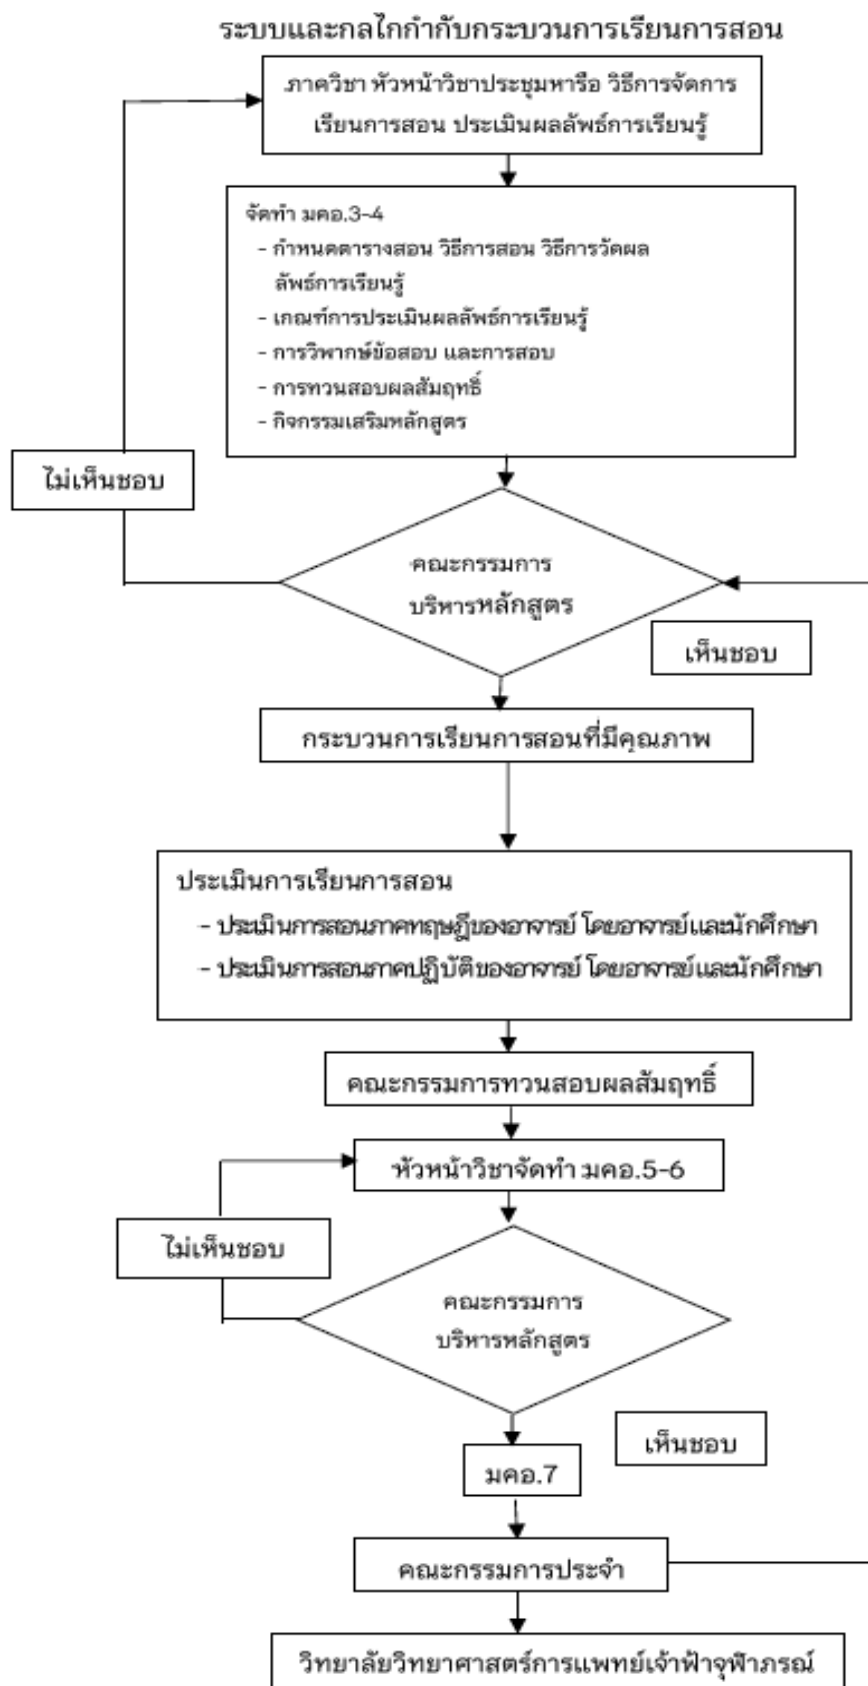 ระบบและกลไกกำกับกระบวนการเรียนการสอน
ภาควิชา หัวหน้าวิชาประชุมหารือ วิธีการจัดการ
เรียนการสอน ประเมินผลลัพธ์การเรียนรู้
จัดทำ มคอ.3-4
- กำหนดตารางสอน วิธีการสอน วิธีการวัดผล
ลัพธ์การเรียนรู้
- เกณฑ์การประเมินผลลัพธ์การเรียนรู้
- การวิพากษ์ข้อสอบ และการสอบ
- การทวนสอบผลสัมฤทธิ์
- กิจกรรมเสริมหลักสูตร
ไม่เห็นชอบ
คณะกรรมการ
บริหารหลักสูตร
เห็นชอบ
กระบวนการเรียนการสอนที่มีคุณภาพ
ประเมินการเรียนการสอน
- ประเมินการสอนภาคทฤษฎีของอาจารย์ โดยอาจารย์และนักศึกษา
- ประเมินการสอนภาคปฏิบัติของอาจารย์ โดยอาจารย์และนักศึกษา
คณะกรรมการทวนสอบผลสัมฤทธิ์
หัวหน้าวิชาจัดทำ มคอ.5-6
ไม่เห็นชอบ
คณะกรรมการ
บริหารหลักสูตร
เห็นชอบ
มคอ.7
คณะกรรมการประจำ
วิทยาลัยวิทยาศาสตร์การแพทย์เจ้าฟ้าจุฬาภรณ์